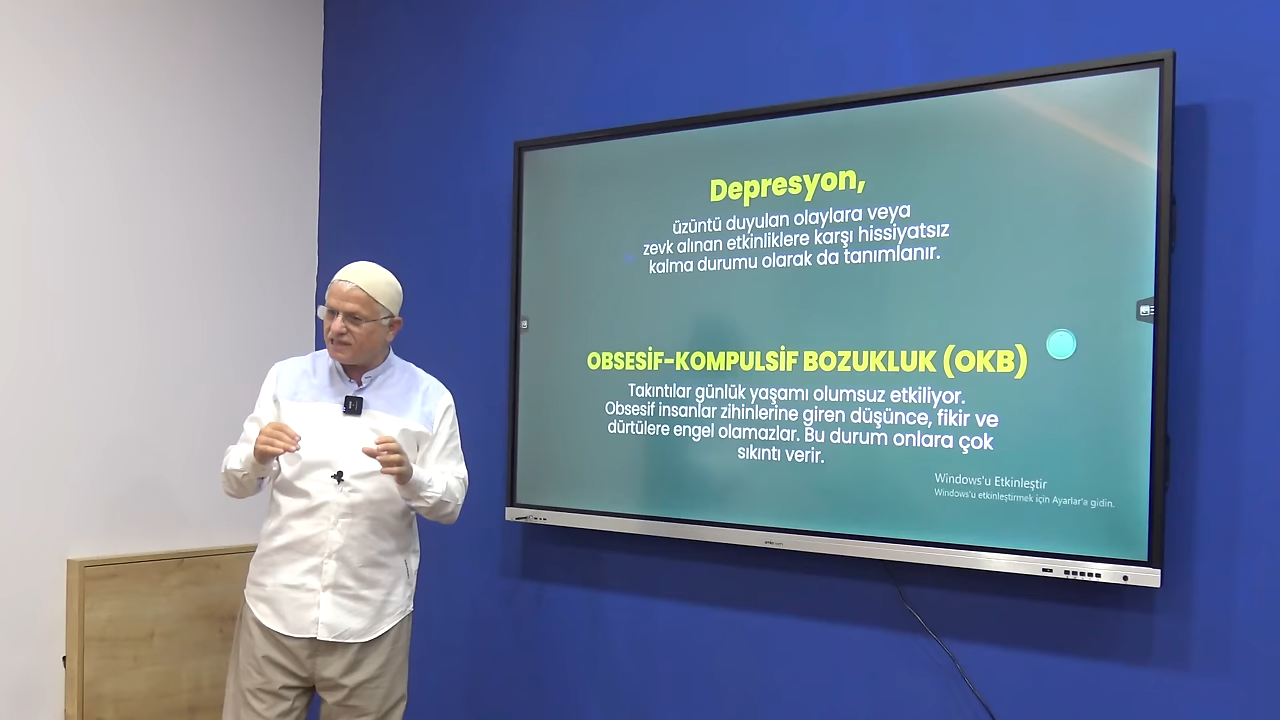 Depresyon,
üzüntü duyulan olaylara veya
zevk alınan etkinliklere karşı hissiyatsız
kalma durumu olarak da tanımlanır.
OBSESİF-KOMPULSİF BOZUKLUK (OKB)
Takıntılar günlük yaşamı olumsuz etkiliyor.
Obsesif insanlar zihinlerine giren düşünce, fikir ve
dürtülere engel olamazlar. Bu durum onlara çok
sıkıntı verir.
Windows'u Etkinleştir
Windows'u etkinleştirmek için Ayarlar'a gidin.